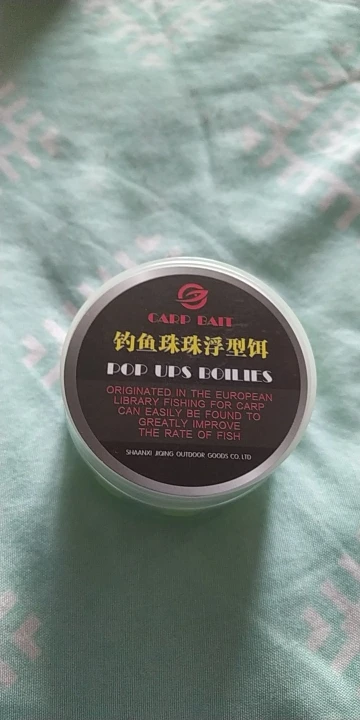 CARP BAIT
钓鱼珠珠浮型饵
POP UPS BOILIES
ORIGINATED IN THE EUROPEAN
LIBRARY FISHING FOR CARP
CAN EASILY BE FOUND TO
GREATLY IMPROVE
THE RATE OF FISH
SHAANXI JIQING OUTDOOR GOODS CO.LTD